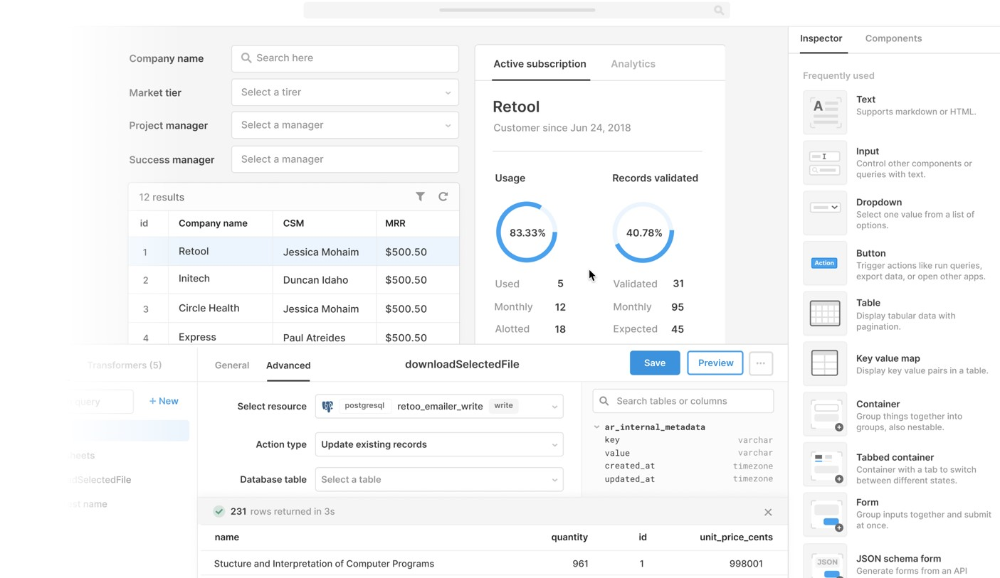 Company name
Search here
Market tier
Select a tirer
Project manager
Select a manager
Success manager
Select a manager
12 results
id Company name CSM MRR
1 Retool Jessica Mohaim $500.50
2 Initech Duncan Idaho $500.50
3 Circle Health Jessica Mohaim $500.50
4 Express Paul Atreides $500.50
Active subscription Analytics
Retool
Customer since Jun 24, 2018
Usage Records validated
83.33% 40.78%
Used 5 Validated 31
Monthly 12 Monthly 95
Alotted 18 Expected 45
Inspector Components
Frequently used
Text
Supports markdown or HTML.
Input
Control other components or
queries with text.
Dropdown
Select one value from a list of
options.
Action
Button
Trigger actions like run queries,
export data, or open other apps.
Table
Display tabular data with
pagination.
Key value map
Display key value pairs in a table.
Container
Group things together into
groups, also nestable.
Tabbed container
Container with a tab to switch
between different states.
Form
Group inputs together and submit
at once.
JSON
JSON schema form
Generate forms from an API
Transformers (5)
query
+ New
heets
adSelectedFile
est name
General Advanced downloadSelectedFile Save Preview
Select resource postgresql retoo_emailer_write write
Action type Update existing records
Database table Select a table
Search tables or columns
ar_internal_metadata
key varchar
value varchar
created_at timezone
updated_at timezone
231 rows returned in 3s
name quantity id unit_price_cents
Stucture and Interpretation of Computer Programs 961 1 998001